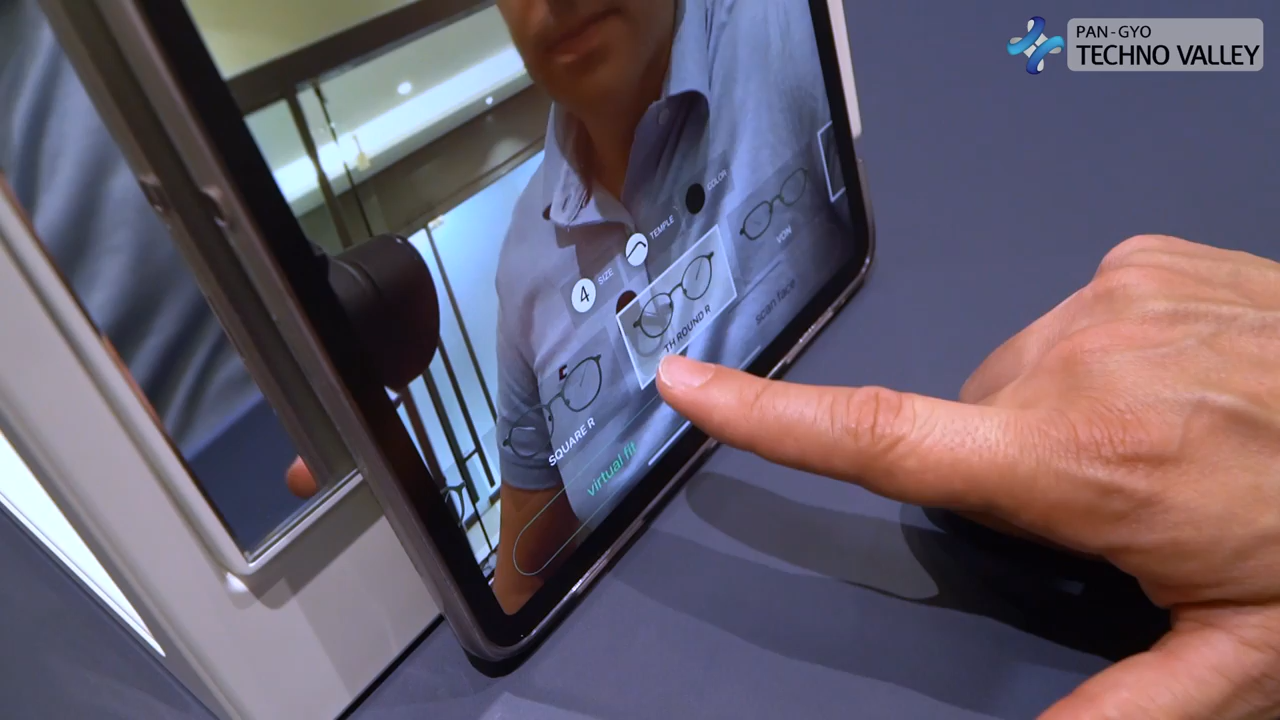 PAN-GYO
TECHNO VALLEY
COLOR
TEMPLE
SIZE
4
VON
TH ROUND R
SQUARE R
scan face
virtual fit